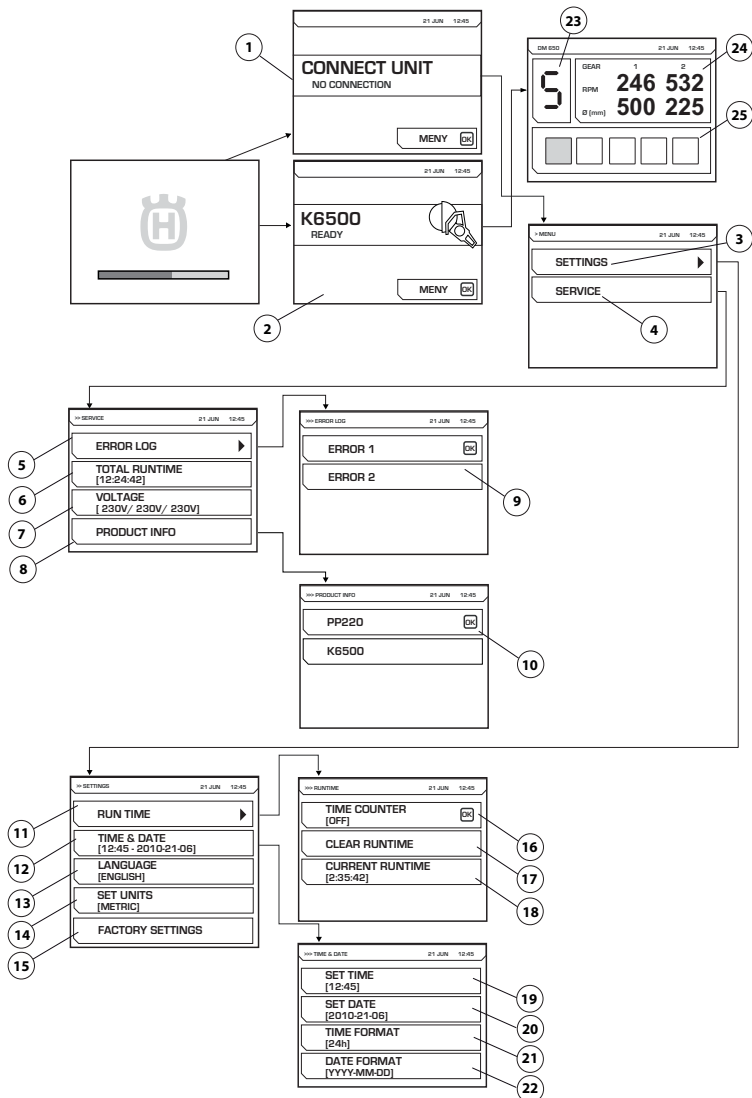 21 JUN 12:45
1
CONNECT UNIT
NO CONNECTION
MENY OK
H
21 JUN 12:45
K6500
READY
MENY OK
2
23
DM 650 21 JUN 12:45
24
GEAR 1 2
RPM 246 532
Ø (mm) 500 225
5
25
> MENU 21 JUN 12:45
SETTINGS
3
SERVICE
4
>> SERVICE 21 JUN 12:45
ERROR LOG
5
TOTAL RUNTIME
[12:24:42]
6
VOLTAGE
[ 230V/ 230V/ 230V]
7
PRODUCT INFO
8
>>> ERROR LOG 21 JUN 12:45
ERROR 1 OK
ERROR 2
9
>>> PRODUCT INFO 21 JUN 12:45
PP220 OK
10
K6500
>> SETTINGS 21 JUN 12:45
RUN TIME
11
TIME & DATE
[12:45 - 2010-21-06]
12
LANGUAGE
[ENGLISH]
13
SET UNITS
[METRIC]
14
FACTORY SETTINGS
15
>>> RUNTIME 21 JUN 12:45
TIME COUNTER
[OFF] OK
16
CLEAR RUNTIME
17
CURRENT RUNTIME
[2:35:42]
18
>>> TIME & DATE 21 JUN 12:45
SET TIME
[12:45]
19
SET DATE
[2010-21-06]
20
TIME FORMAT
[24h]
21
DATE FORMAT
[YYYY-MM-DD]
22